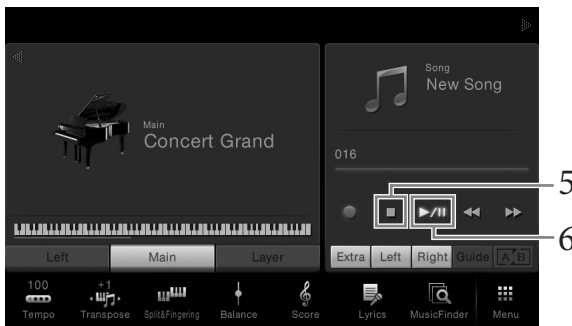 Song
New Song
Main
Concert Grand
016
5
6
Left Main Layer
Extra Left Right Guide A B
100 +1
Tempo Transpose Split&Fingering Balance Score Lyrics MusicFinder Menu